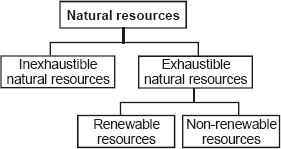 Natural resources
Inexhaustible
natural resources
Exhaustible
natural resources
Renewable
resources
Non-renewable
resources